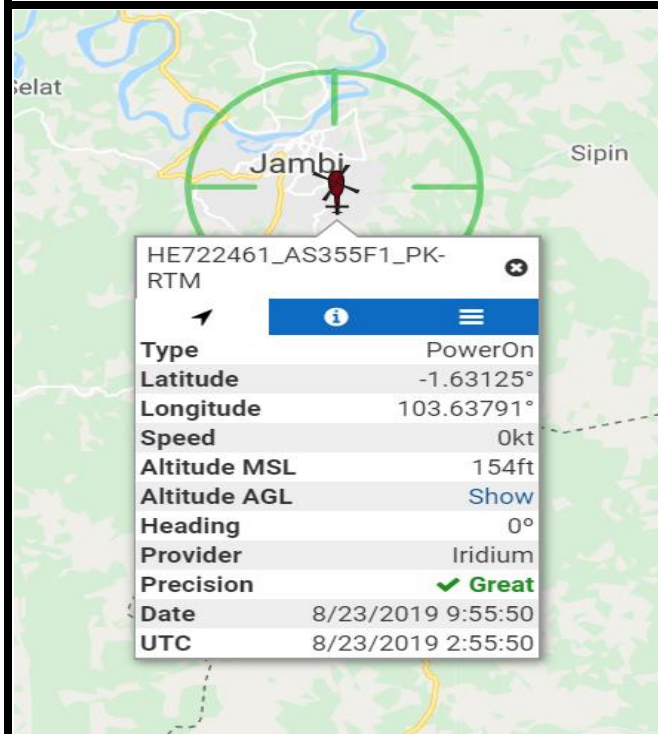 Selat
Jambi
Sipin
HE722461_AS355F1_PK-
RTM
Type PowerOn
Latitude -1.63125°
Longitude 103.63791°
Speed 0kt
Altitude MSL 154ft
Altitude AGL Show
Heading 0°
Provider Iridium
Precision ✔ Great
Date 8/23/2019 9:55:50
UTC 8/23/2019 2:55:50